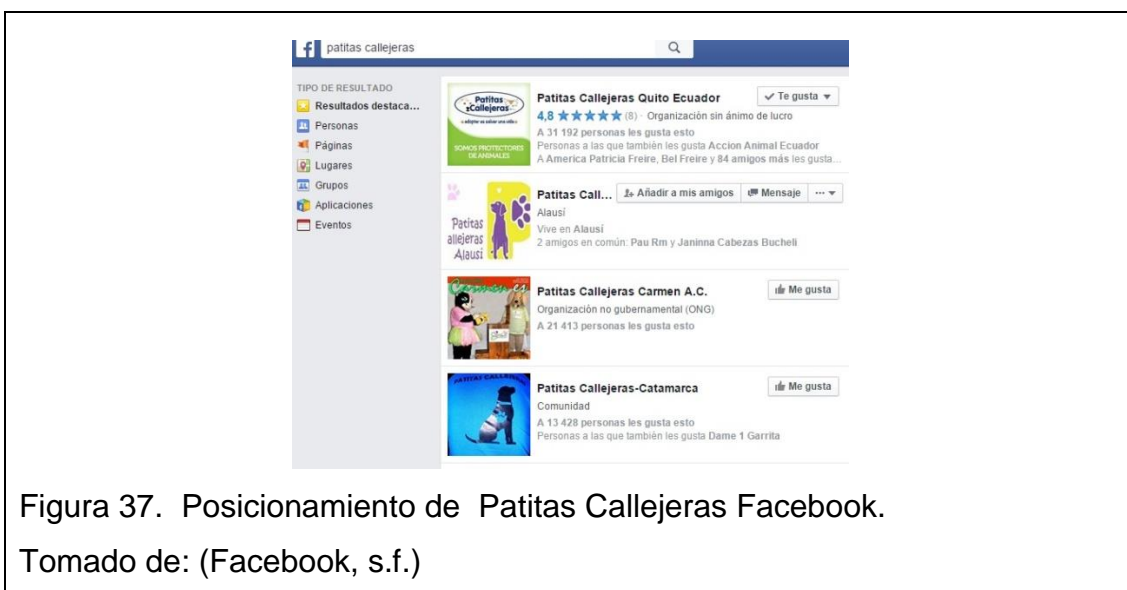 patitas callejeras
TIPO DE RESULTADO
Resultados destaca...
Personas
Páginas
Lugares
Grupos
Aplicaciones
Eventos
Patitas
Callejeras
SOMOS PROTECTORES
DE ANIMALES
Patitas Callejeras Quito Ecuador
Te gusta
4,8 ★★★★★ (8) · Organización sin ánimo de lucro
A 31 192 personas les gusta esto
Personas a las que también les gusta Accion Animal Ecuador
A America Patricia Freire, Bel Freire y 84 amigos más les gusta...
Patitas
allejeras
Alausi
Patitas Call...
Añadir a mis amigos
Mensaje
Alausí
Vive en Alausí
2 amigos en común: Pau Rm y Janinna Cabezas Bucheli
Patitas Callejeras Carmen A.C.
Me gusta
Organización no gubernamental (ONG)
A 21 413 personas les gusta esto
Patitas Callejeras-Catamarca
Me gusta
Comunidad
A 13 428 personas les gusta esto
Personas a las que también les gusta Dame 1 Garrita
Figura 37. Posicionamiento de Patitas Callejeras Facebook.
Tomado de: (Facebook, s.f.)